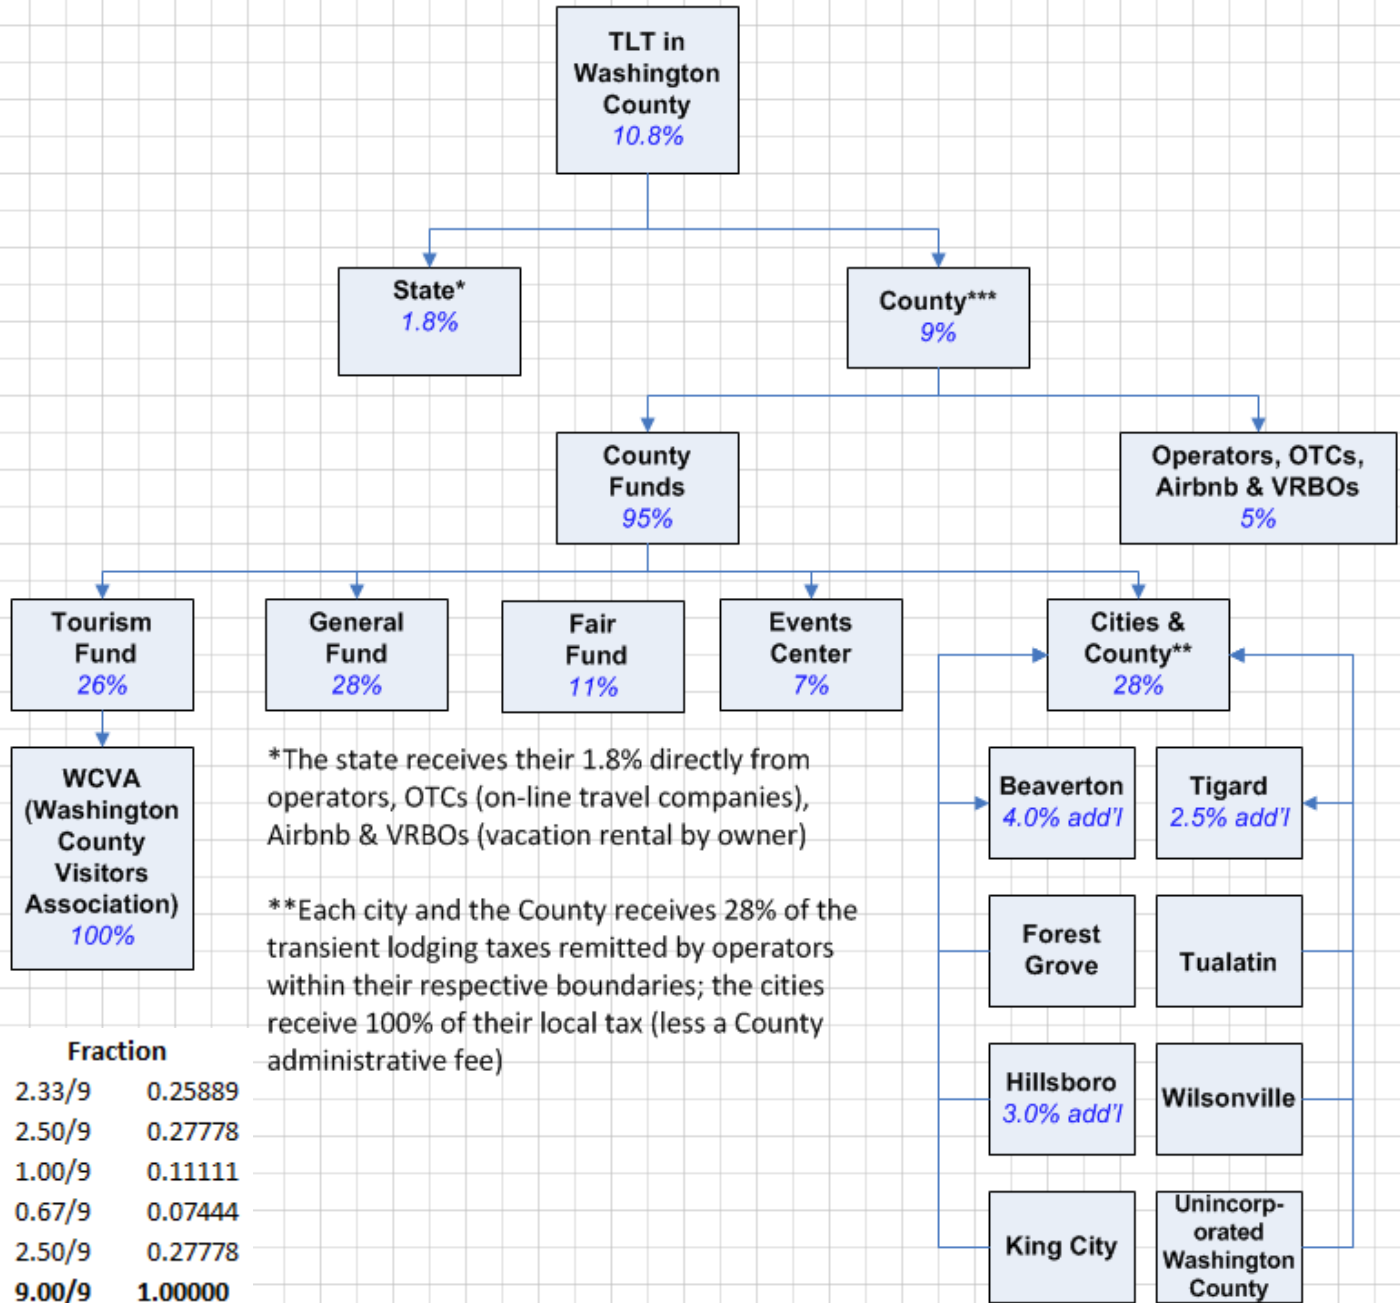 TLT in
Washington
County
10.8%
State*
1.8%
County***
9%
County
Funds
95%
Operators, OTCs,
Airbnb & VRBOs
5%
Tourism
Fund
26%
General
Fund
28%
Fair
Fund
11%
Events
Center
7%
Cities &
County**
28%
WCVA
(Washington
County
Visitors
Association)
100%
*The state receives their 1.8% directly from
operators, OTCs (on-line travel companies),
Airbnb & VRBOs (vacation rental by owner)
**Each city and the County receives 28% of the
transient lodging taxes remitted by operators
within their respective boundaries; the cities
receive 100% of their local tax (less a County
administrative fee)
Beaverton
4.0% add'l
Tigard
2.5% add'l
Forest
Grove
Tualatin
Hillsboro
3.0% add'l
Wilsonville
King City
Unincorp-
orated
Washington
County
Fraction
2.33/9 0.25889
2.50/9 0.27778
1.00/9 0.11111
0.67/9 0.07444
2.50/9 0.27778
9.00/9 1.00000